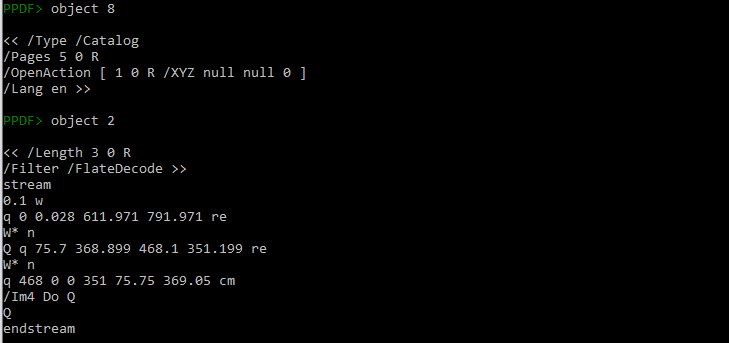 PPDF> object 8
<< /Type /Catalog
/Pages 5 0 R
/OpenAction [ 1 0 R /XYZ null null 0 ]
/Lang en >>
PPDF> object 2
<< /Length 3 0 R
/Filter /FlateDecode >>
stream
0.1 w
q 0 0.028 611.971 791.971 re
W* n
Q q 75.7 368.899 468.1 351.199 re
W* n
q 468 0 0 351 75.75 369.05 cm
/Im4 Do Q
Q
endstream